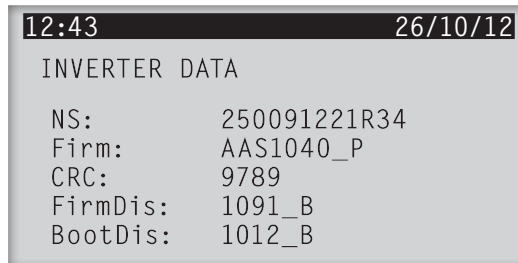 12:43 26/10/12
INVERTER DATA
NS: 250091221R34
Firm: AAS1040_P
CRC: 9789
FirmDis: 1091_B
BootDis: 1012_B